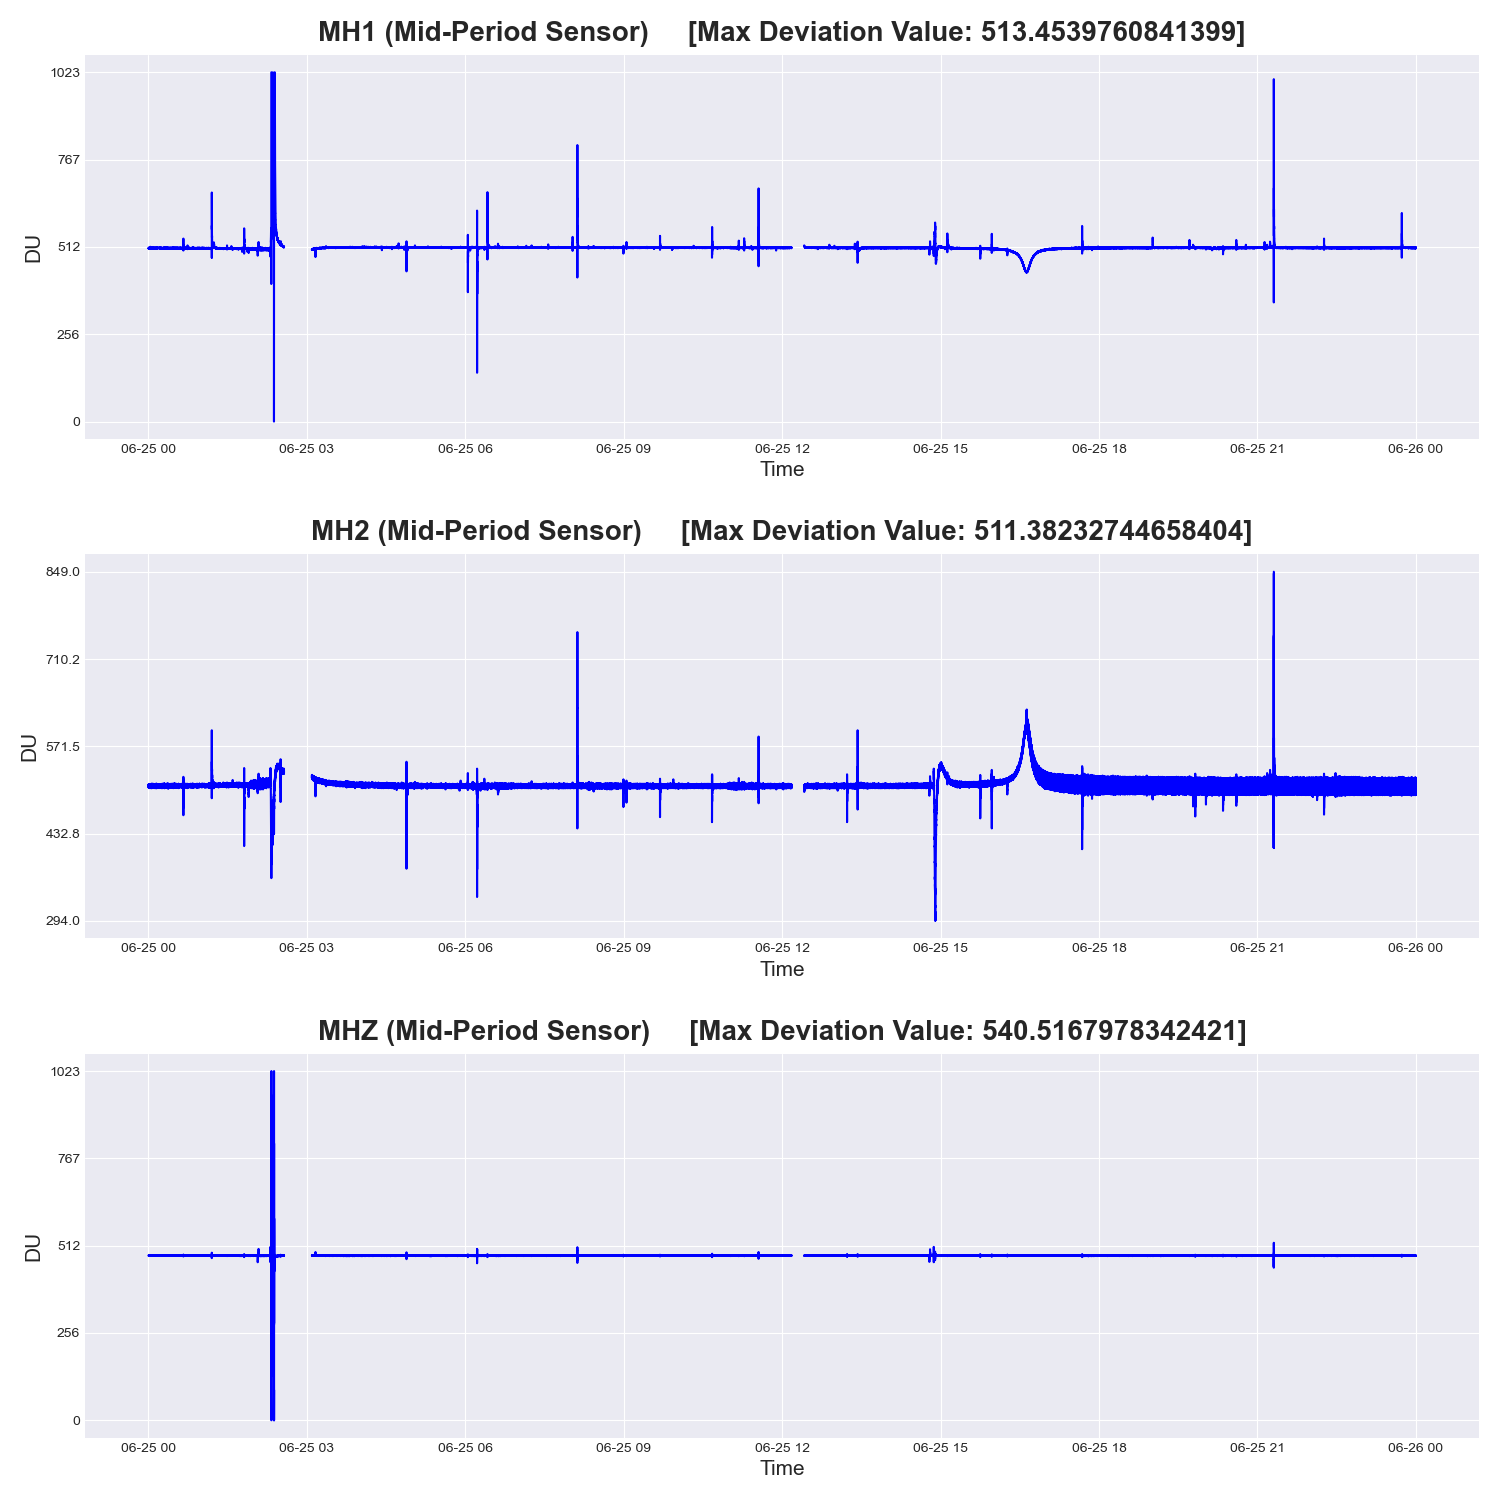 MH1 (Mid-Period Sensor) [Max Deviation Value: 513.4539760841399]
1023
767
512
256
0
DU
06-25 00 06-25 03 06-25 06 06-25 09 06-25 12 06-25 15 06-25 18 06-25 21 06-26 00
Time
MH2 (Mid-Period Sensor) [Max Deviation Value: 511.38232744658404]
849.0
710.2
571.5
432.8
294.0
DU
06-25 00 06-25 03 06-25 06 06-25 09 06-25 12 06-25 15 06-25 18 06-25 21 06-26 00
Time
MHZ (Mid-Period Sensor) [Max Deviation Value: 540.5167978342421]
1023
767
512
256
0
DU
06-25 00 06-25 03 06-25 06 06-25 09 06-25 12 06-25 15 06-25 18 06-25 21 06-26 00
Time